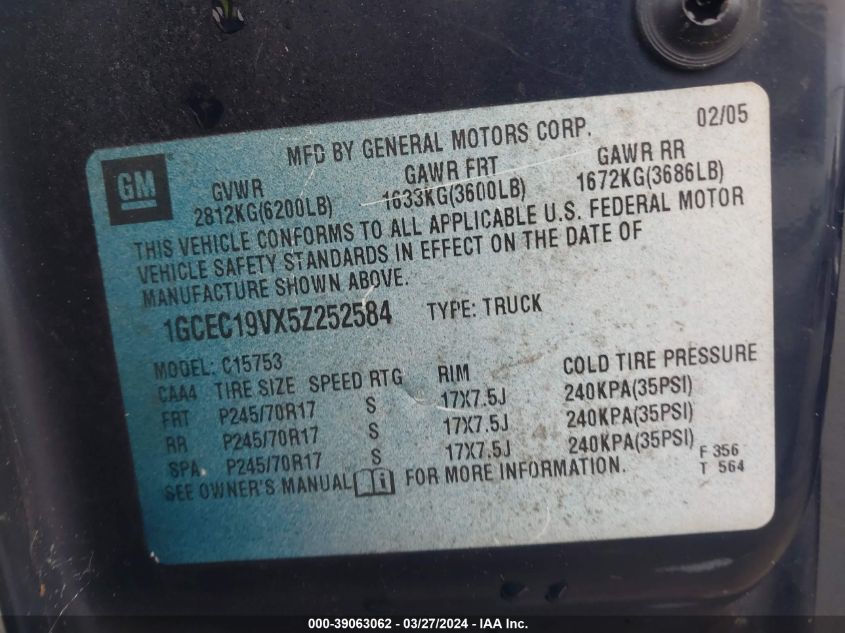 02/05
MFD BY GENERAL MOTORS CORP.
GM
GVWR GAWR FRT GAWR RR
2812KG(6200LB) 1633KG(3600LB) 1672KG(3686LB)
THIS VEHICLE CONFORMS TO ALL APPLICABLE U.S. FEDERAL MOTOR
VEHICLE SAFETY STANDARDS IN EFFECT ON THE DATE OF
MANUFACTURE SHOWN ABOVE.
1GCEC19VX5Z252584 TYPE: TRUCK
MODEL: C15753
CAA4 TIRE SIZE SPEED RTG RIM COLD TIRE PRESSURE
FRT P245/70R17 S 17X7.5J 240KPA(35PSI)
RR P245/70R17 S 17X7.5J 240KPA(35PSI)
SPA P245/70R17 S 17X7.5J 240KPA(35PSI)
SEE OWNER'S MANUAL FOR MORE INFORMATION.
F 356
T 564
000-39063062 - 03/27/2024 - IAA Inc.